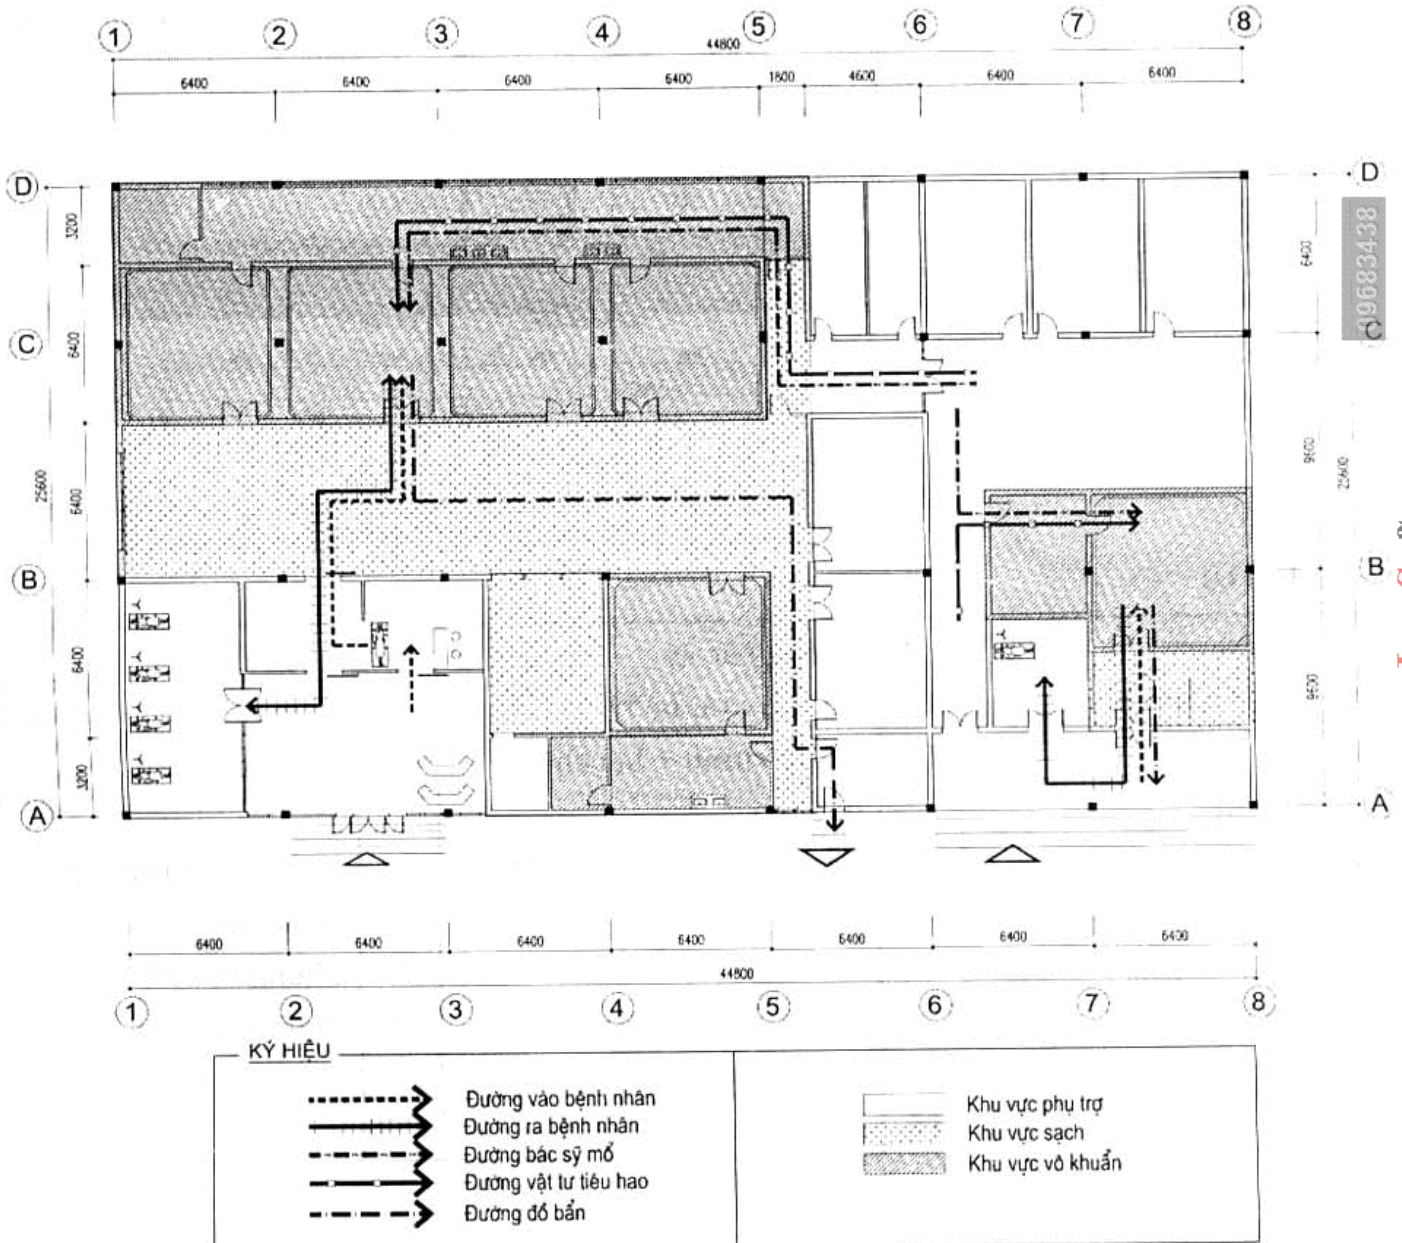 1 2 3 4 5 6 7 8
44800
6400 6400 6400 6400 1800 4600 6400 6400
D D
3200
6400
09683438
C C
6400
25600
6400
9600
25600
B B
6400
9600
3200
A A
6400 6400 6400 6400 6400 6400 6400
44800
1 2 3 4 5 6 7 8
KÝ HIỆU
Đường vào bệnh nhân
Đường ra bệnh nhân
Đường bác sỹ mổ
Đường vật tư tiêu hao
Đường đồ bẩn
Khu vực phụ trợ
Khu vực sạch
Khu vực vô khuẩn